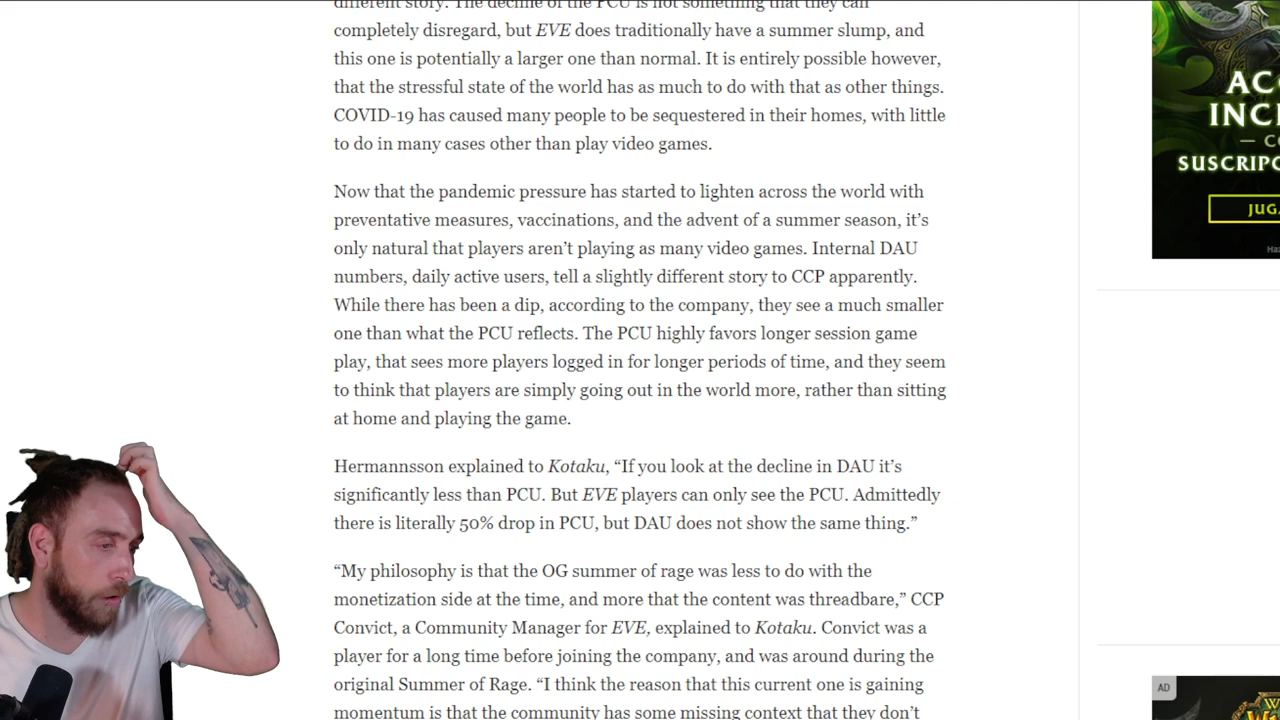 different story. The decline of the PCU is not something that they can
completely disregard, but EVE does traditionally have a summer slump, and
this one is potentially a larger one than normal. It is entirely possible however,
that the stressful state of the world has as much to do with that as other things.
COVID-19 has caused many people to be sequestered in their homes, with little
to do in many cases other than play video games.
Now that the pandemic pressure has started to lighten across the world with
preventative measures, vaccinations, and the advent of a summer season, it’s
only natural that players aren’t playing as many video games. Internal DAU
numbers, daily active users, tell a slightly different story to CCP apparently.
While there has been a dip, according to the company, they see a much smaller
one than what the PCU reflects. The PCU highly favors longer session game
play, that sees more players logged in for longer periods of time, and they seem
to think that players are simply going out in the world more, rather than sitting
at home and playing the game.
Hermannsson explained to Kotaku, “If you look at the decline in DAU it’s
significantly less than PCU. But EVE players can only see the PCU. Admittedly
there is literally 50% drop in PCU, but DAU does not show the same thing.”
“My philosophy is that the OG summer of rage was less to do with the
monetization side at the time, and more that the content was threadbare,” CCP
Convict, a Community Manager for EVE, explained to Kotaku. Convict was a
player for a long time before joining the company, and was around during the
original Summer of Rage. “I think the reason that this current one is gaining
momentum is that the community has some missing context that they don’t
ACC
INCL
— CO
SUSCRIPC
JUG
AD